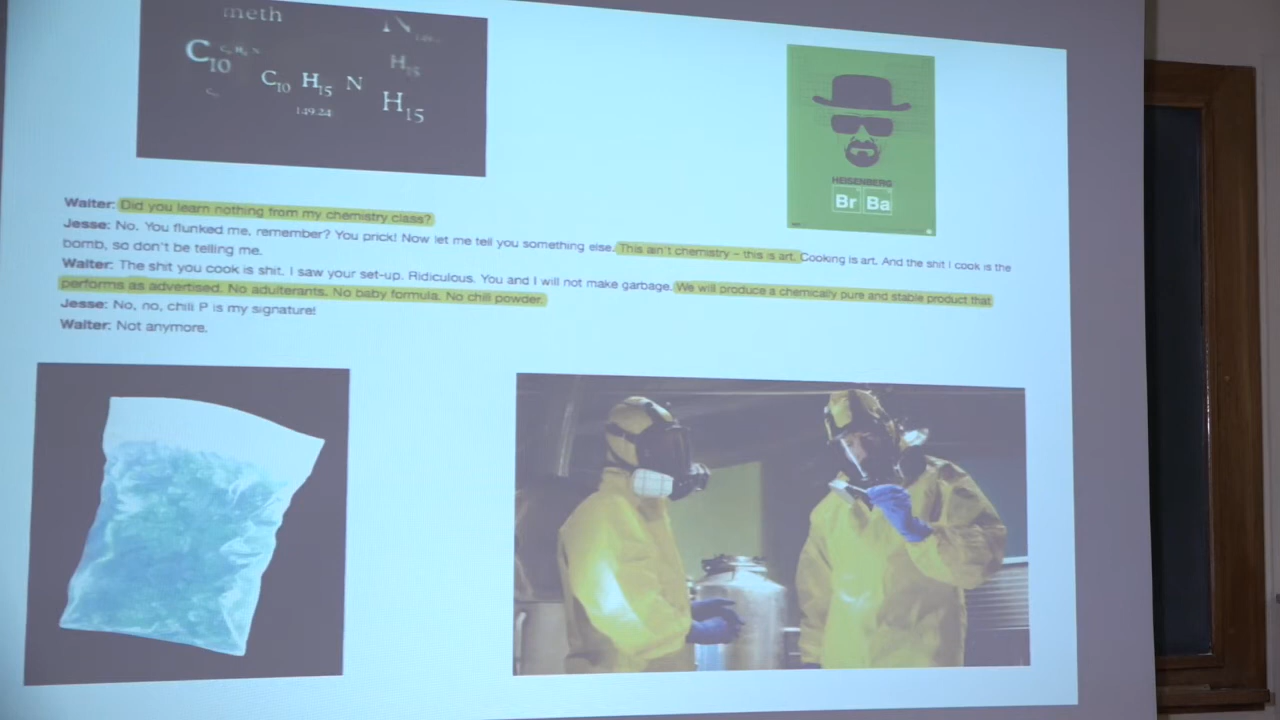 meth
N
C10
C10 H15 N
H15
149.24
H15
HEISENBERG
Br Ba
Walter: Did you learn nothing from my chemistry class?
Jesse: No. You flunked me, remember? You prick! Now let me tell you something else. This ain't chemistry – this is art. Cooking is art. And the shit I cook is the
bomb, so don't be telling me.
Walter: The shit you cook is shit. I saw your set-up. Ridiculous. You and I will not make garbage. We will produce a chemically pure and stable product that
performs as advertised. No adulterants. No baby formula. No chili powder.
Jesse: No, no, chili P is my signature!
Walter: Not anymore.